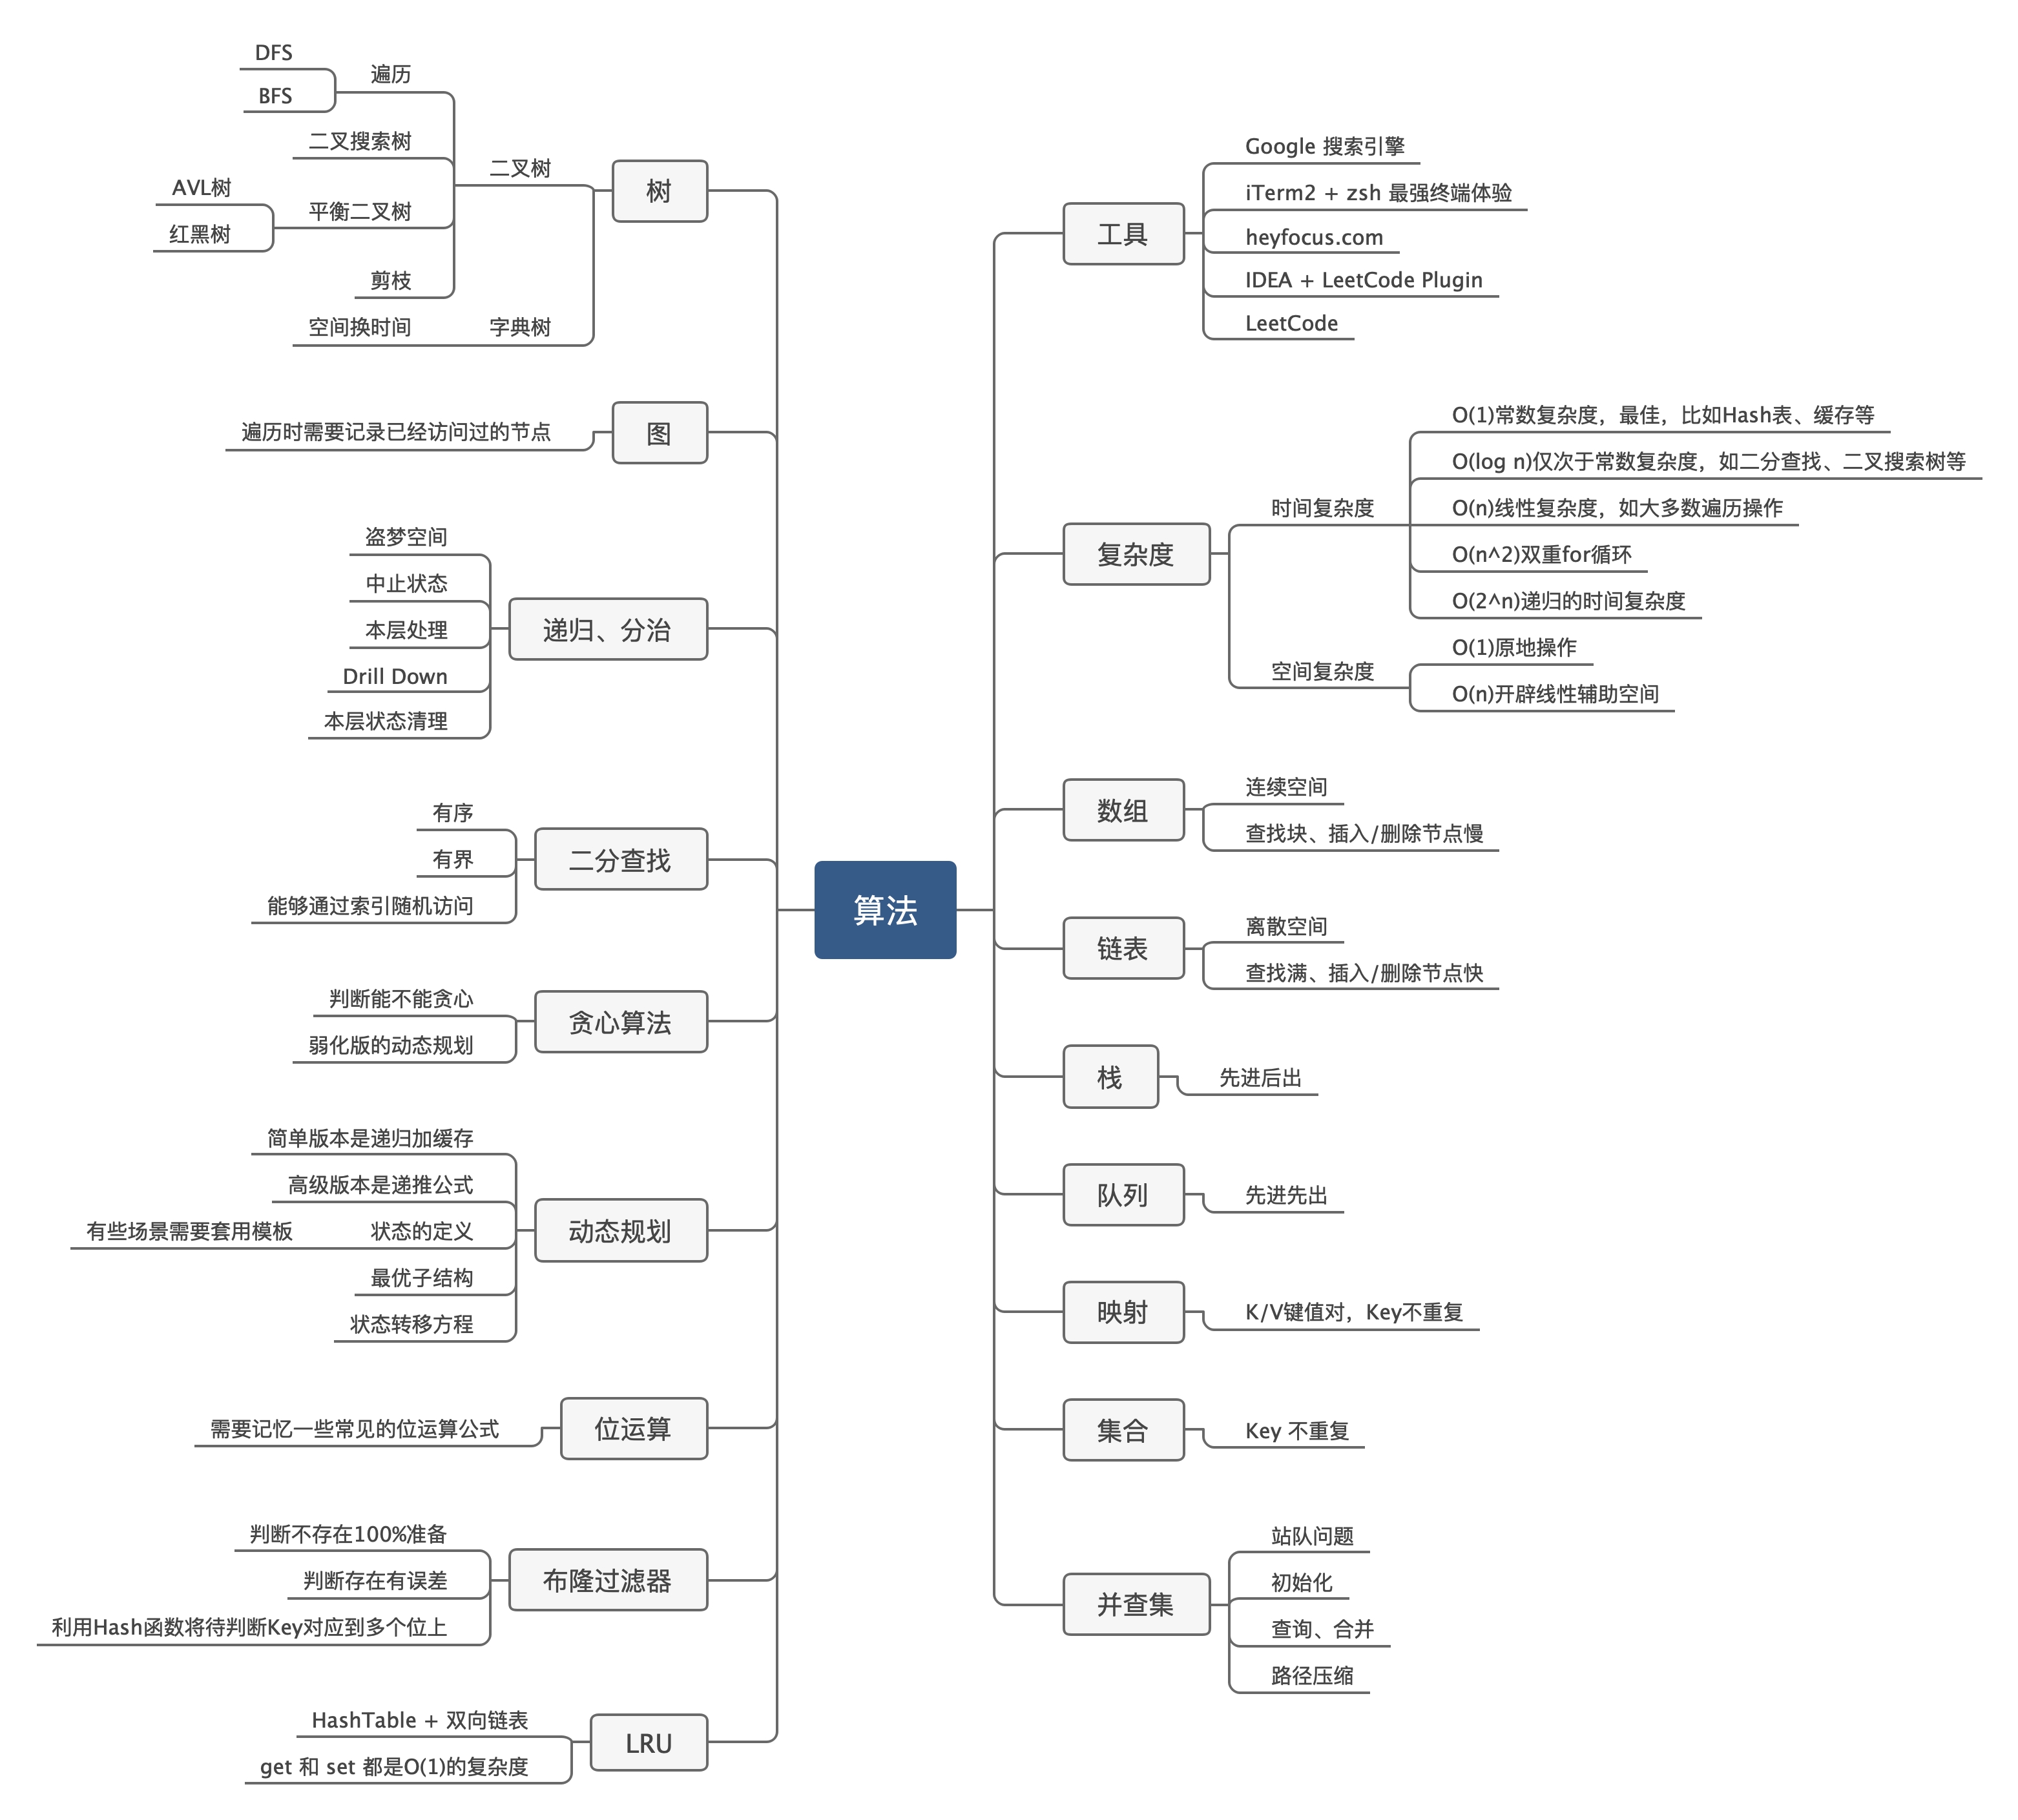 算法
工具
Google 搜索引擎
iTerm2 + zsh 最强终端体验
heyfocus.com
IDEA + LeetCode Plugin
LeetCode
复杂度
时间复杂度
O(1)常数复杂度，最佳，比如Hash表、缓存等
O(log n)仅次于常数复杂度，如二分查找、二叉搜索树等
O(n)线性复杂度，如大多数遍历操作
O(n^2)双重for循环
O(2^n)递归的时间复杂度
空间复杂度
O(1)原地操作
O(n)开辟线性辅助空间
数组
连续空间
查找块、插入/删除节点慢
链表
离散空间
查找满、插入/删除节点快
栈
先进后出
队列
先进先出
映射
K/V键值对，Key不重复
集合
Key 不重复
并查集
站队问题
初始化
查询、合并
路径压缩
树
二叉树
遍历
DFS
BFS
二叉搜索树
平衡二叉树
AVL树
红黑树
剪枝
字典树
空间换时间
图
遍历时需要记录已经访问过的节点
递归、分治
盗梦空间
中止状态
本层处理
Drill Down
本层状态清理
二分查找
有序
有界
能够通过索引随机访问
贪心算法
判断能不能贪心
弱化版的动态规划
动态规划
简单版本是递归加缓存
高级版本是递推公式
状态的定义
有些场景需要套用模板
最优子结构
状态转移方程
位运算
需要记忆一些常见的位运算公式
布隆过滤器
判断不存在100%准备
判断存在有误差
利用Hash函数将待判断Key对应到多个位上
LRU
HashTable + 双向链表
get 和 set 都是O(1)的复杂度